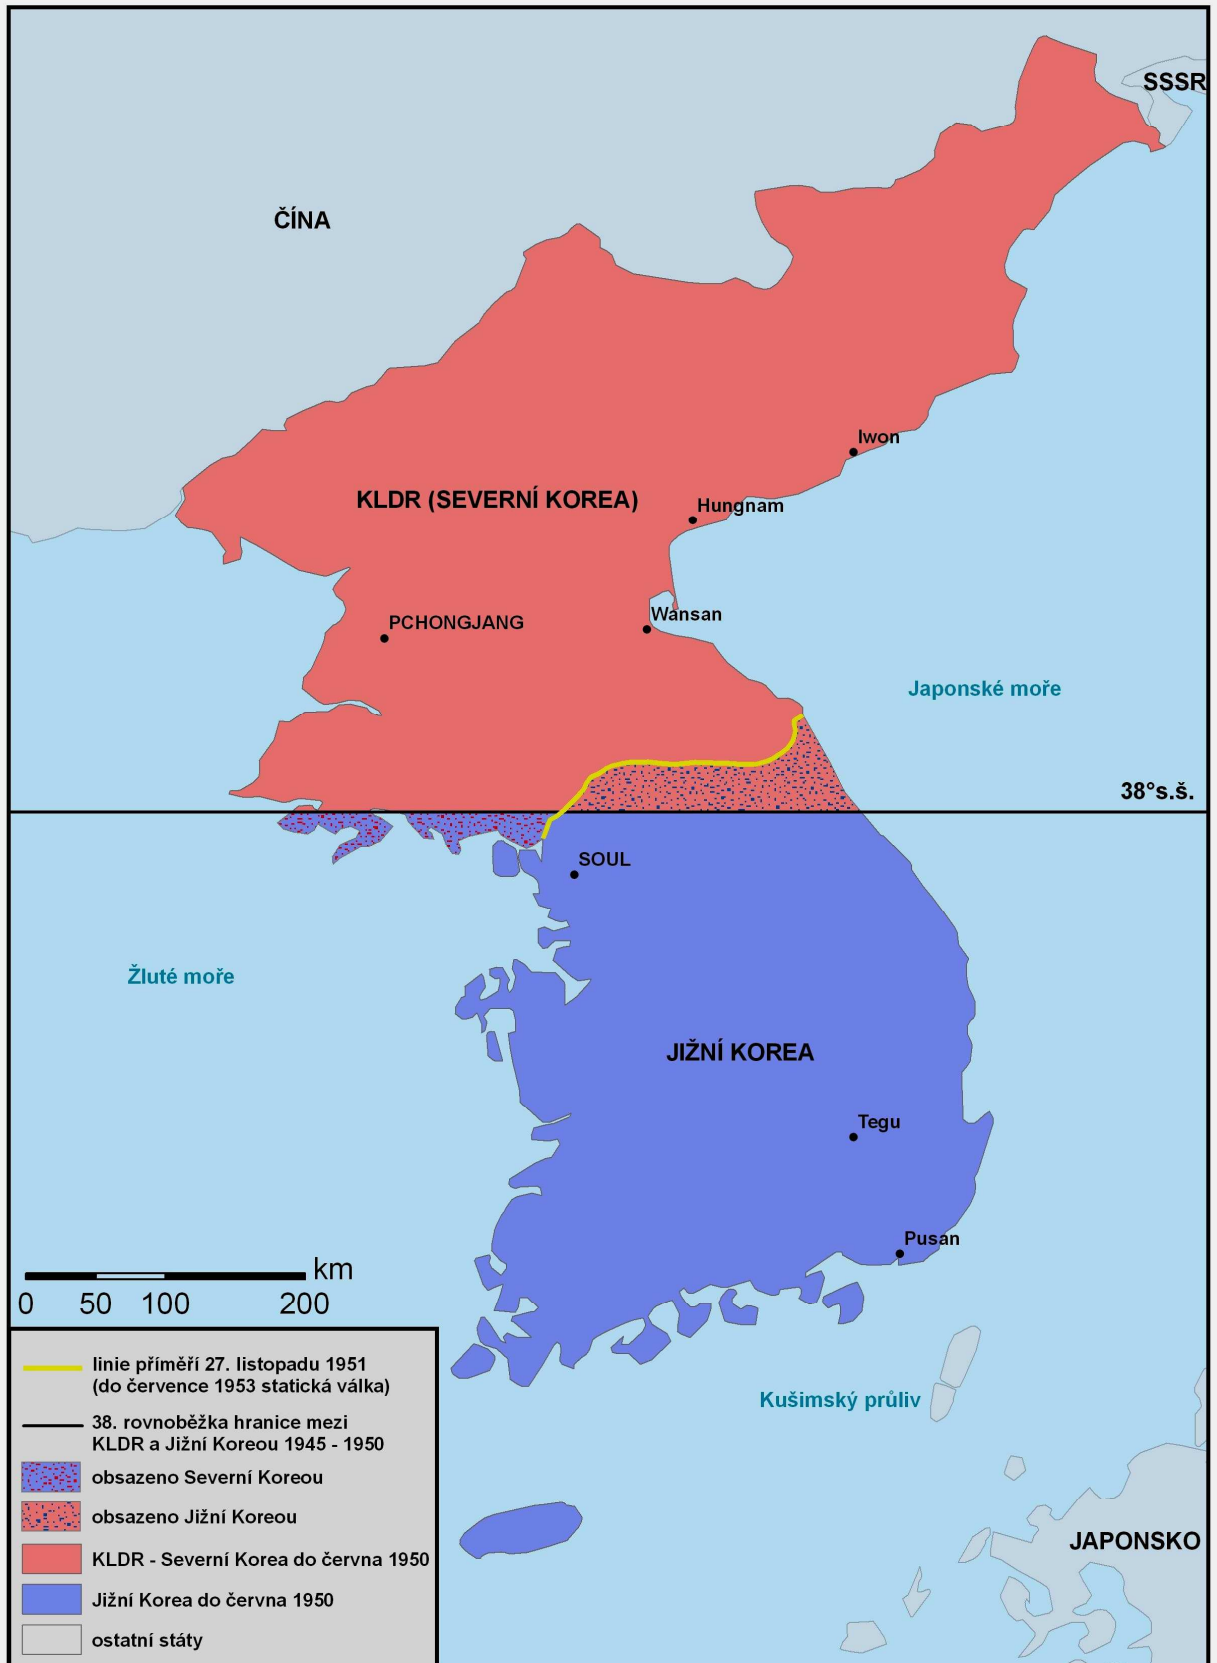 SSSR
ČÍNA
Iwon
KLDR (SEVERNÍ KOREA)
Hungnam
Wansan
PCHONGJANG
Japonské moře
38°s.š.
SOUL
Žluté moře
JIŽNÍ KOREA
Tegu
Pusan
km
0 50 100 200
linie příměří 27. listopadu 1951
(do července 1953 statická válka)
Kušimský průliv
38. rovnoběžka hranice mezi
KLDR a Jižní Koreou 1945 - 1950
obsazeno Severní Koreou
obsazeno Jižní Koreou
JAPONSKO
KLDR - Severní Korea do června 1950
Jižní Korea do června 1950
ostatní státy